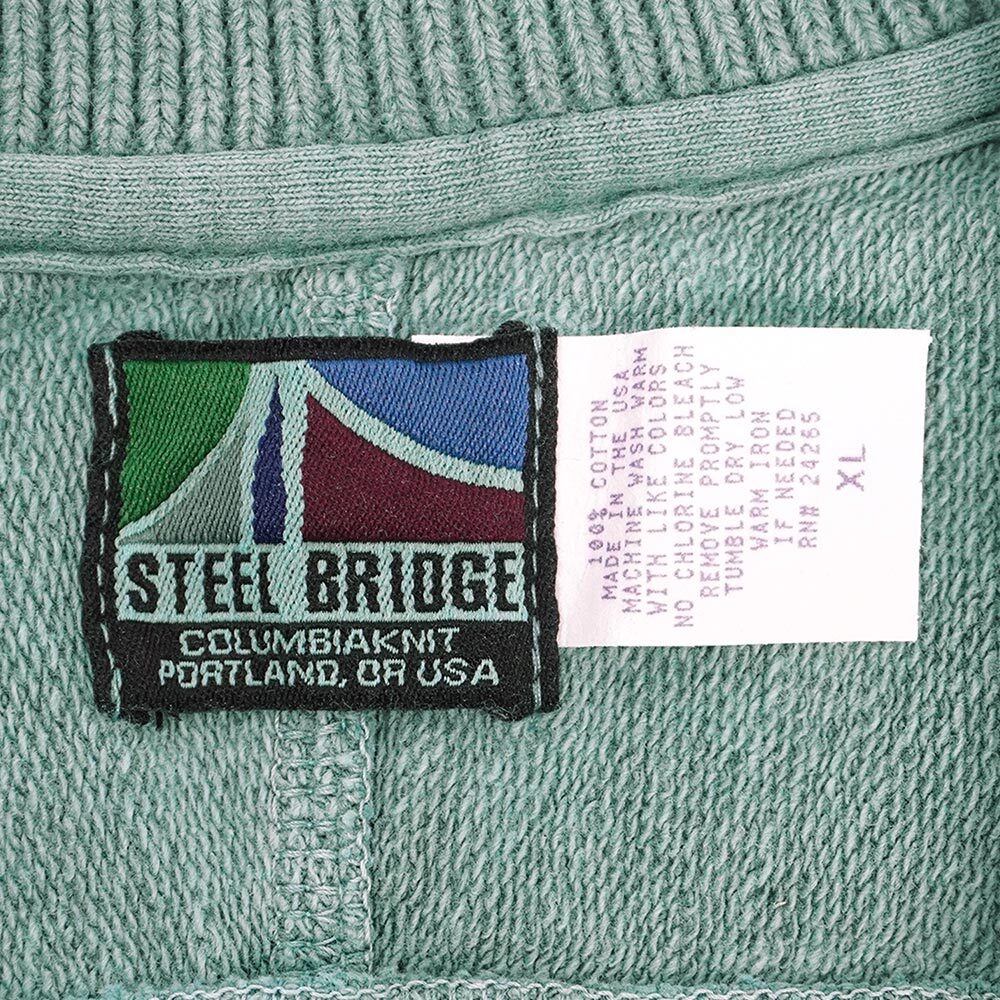 STEEL BRIDGE
COLUMBIAKNIT
PORTLAND, OR USA
100% COTTON
MADE IN THE USA
MACHINE WASH WARM
WITH LIKE COLORS
NO CHLORINE BLEACH
REMOVE PROMPTLY
TUMBLE DRY LOW
WARM IRON
IF NEEDED
RN# 24265
XL